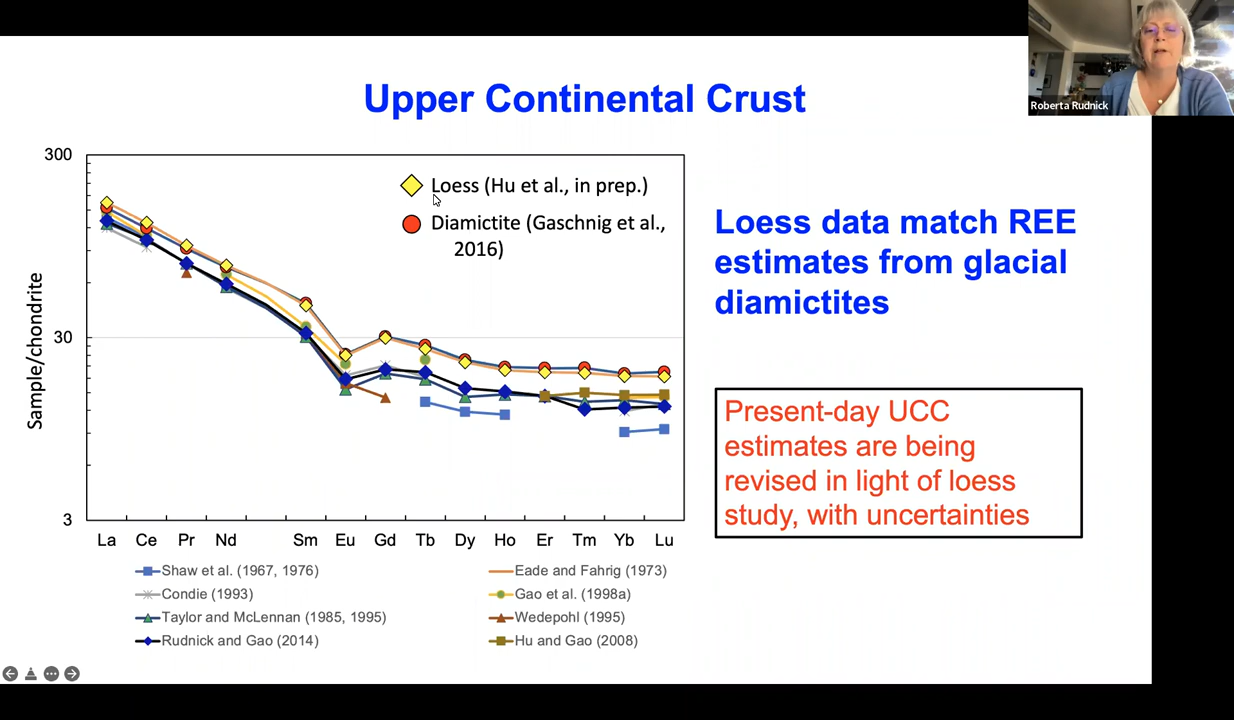 Roberta Rudnick
Upper Continental Crust
300
30
3
Sample/chondrite
Loess (Hu et al., in prep.)
Diamictite (Gaschnig et al.,
2016)
La Ce Pr Nd Sm Eu Gd Tb Dy Ho Er Tm Yb Lu
Shaw et al. (1967, 1976)
Eade and Fahrig (1973)
Condie (1993)
Gao et al. (1998a)
Taylor and McLennan (1985, 1995)
Wedepohl (1995)
Rudnick and Gao (2014)
Hu and Gao (2008)
Loess data match REE
estimates from glacial
diamictites
Present-day UCC
estimates are being
revised in light of loess
study, with uncertainties